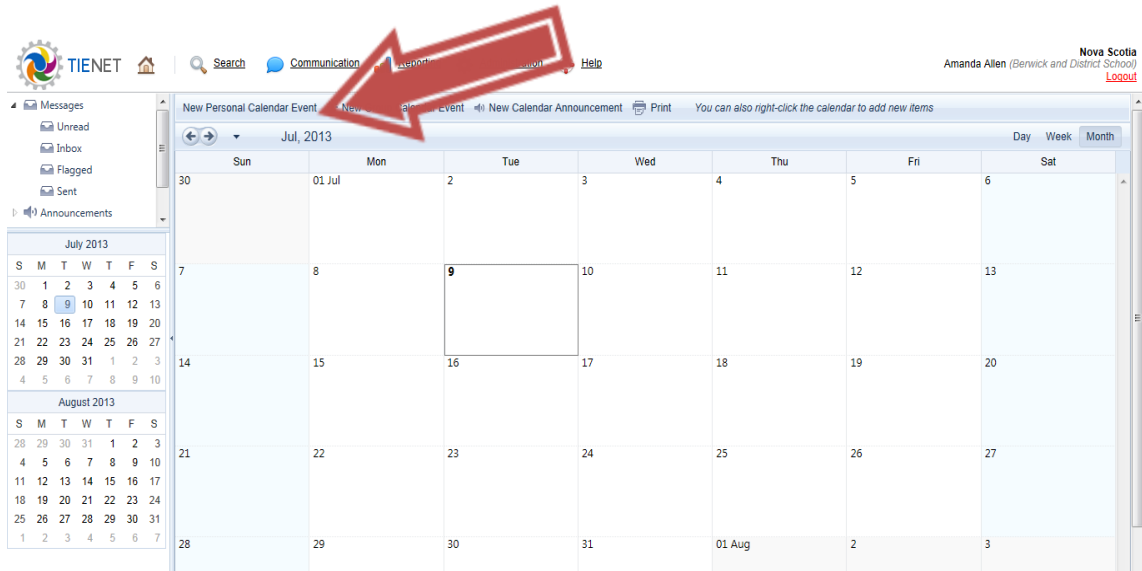 Nova Scotia
TIENET Search Communication Help
Amanda Allen (Berwick and District School)
Logout
Messages
Unread
Inbox
Flagged
Sent
Announcements
New Personal Calendar Event Event New Calendar Announcement Print You can also right-click the calendar to add new items
Jul, 2013 Day Week Month
Sun Mon Tue Wed Thu Fri Sat
30 01 Jul 2 3 4 5 6
7 8 9 10 11 12 13
14 15 16 17 18 19 20
21 22 23 24 25 26 27
28 29 30 31 01 Aug 2 3
July 2013
S M T W T F S
30 1 2 3 4 5 6
7 8 9 10 11 12 13
14 15 16 17 18 19 20
21 22 23 24 25 26 27
28 29 30 31 1 2 3
4 5 6 7 8 9 10
August 2013
S M T W T F S
28 29 30 31 1 2 3
4 5 6 7 8 9 10
11 12 13 14 15 16 17
18 19 20 21 22 23 24
25 26 27 28 29 30 31
1 2 3 4 5 6 7